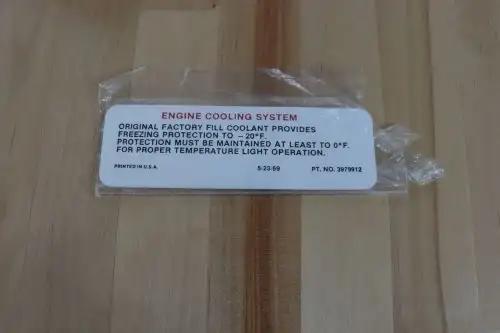 ENGINE COOLING SYSTEM
ORIGINAL FACTORY FILL COOLANT PROVIDES
FREEZING PROTECTION TO – 20°F.
PROTECTION MUST BE MAINTAINED AT LEAST TO 0°F.
FOR PROPER TEMPERATURE LIGHT OPERATION.
PRINTED IN U.S.A. 5-23-69 PT. NO. 3979912